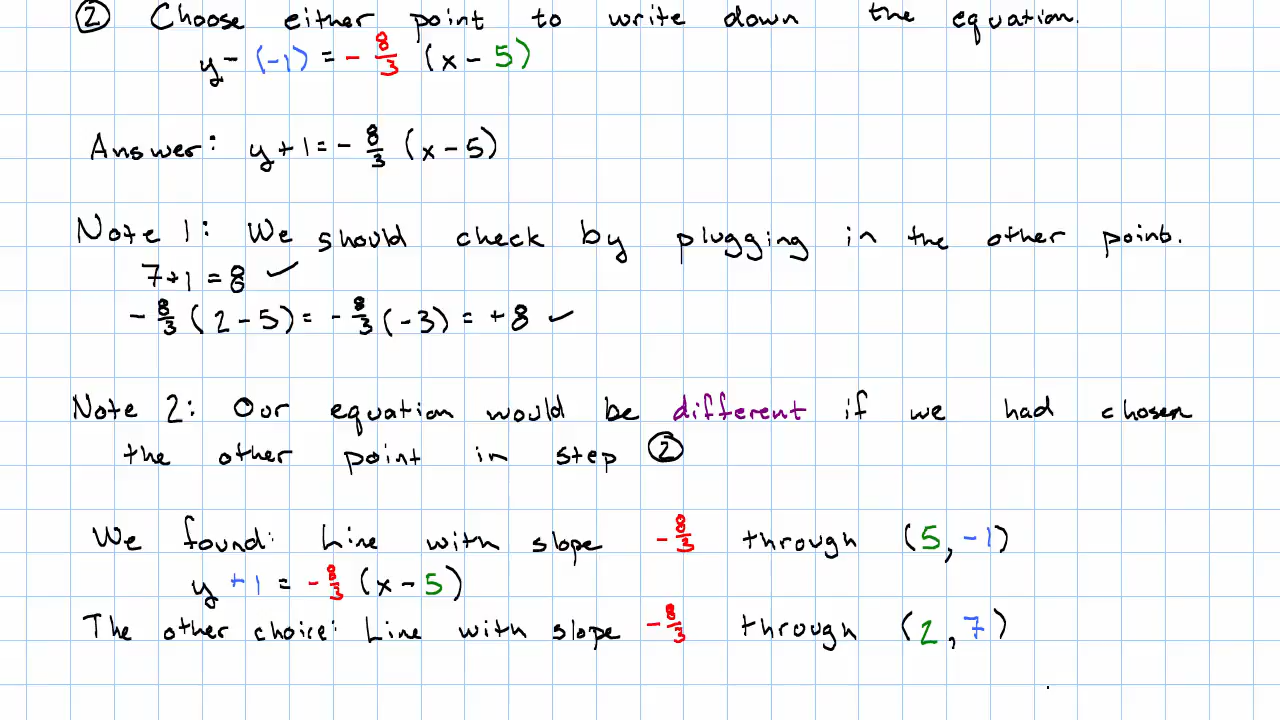 ② Choose either point to write down the equation.
y - (-1) = - 8/3 (x - 5)
Answer: y + 1 = - 8/3 (x - 5)
Note 1: We should check by plugging in the other point.
7 + 1 = 8 ✓
- 8/3 (2 - 5) = - 8/3 (-3) = +8 ✓
Note 2: Our equation would be different if we had chosen
the other point in step ②
We found: Line with slope - 8/3 through (5, -1)
y + 1 = - 8/3 (x - 5)
The other choice: Line with slope - 8/3 through (2, 7)